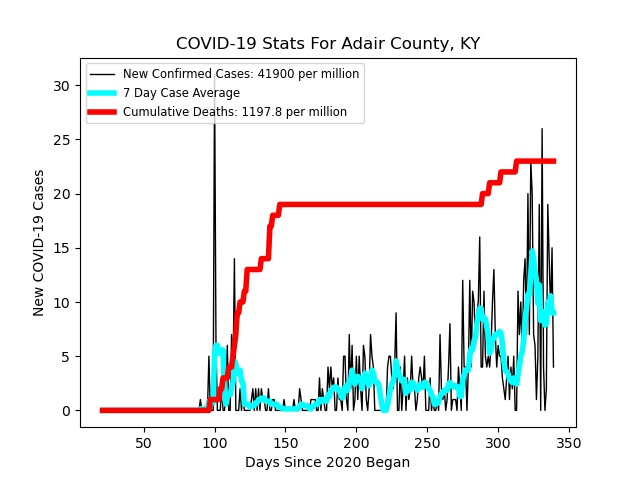 COVID-19 Stats For Adair County, KY
New Confirmed Cases: 41900 per million
7 Day Case Average
Cumulative Deaths: 1197.8 per million
New COVID-19 Cases
30
25
20
15
10
5
0
50
100
150
200
250
300
350
Days Since 2020 Began